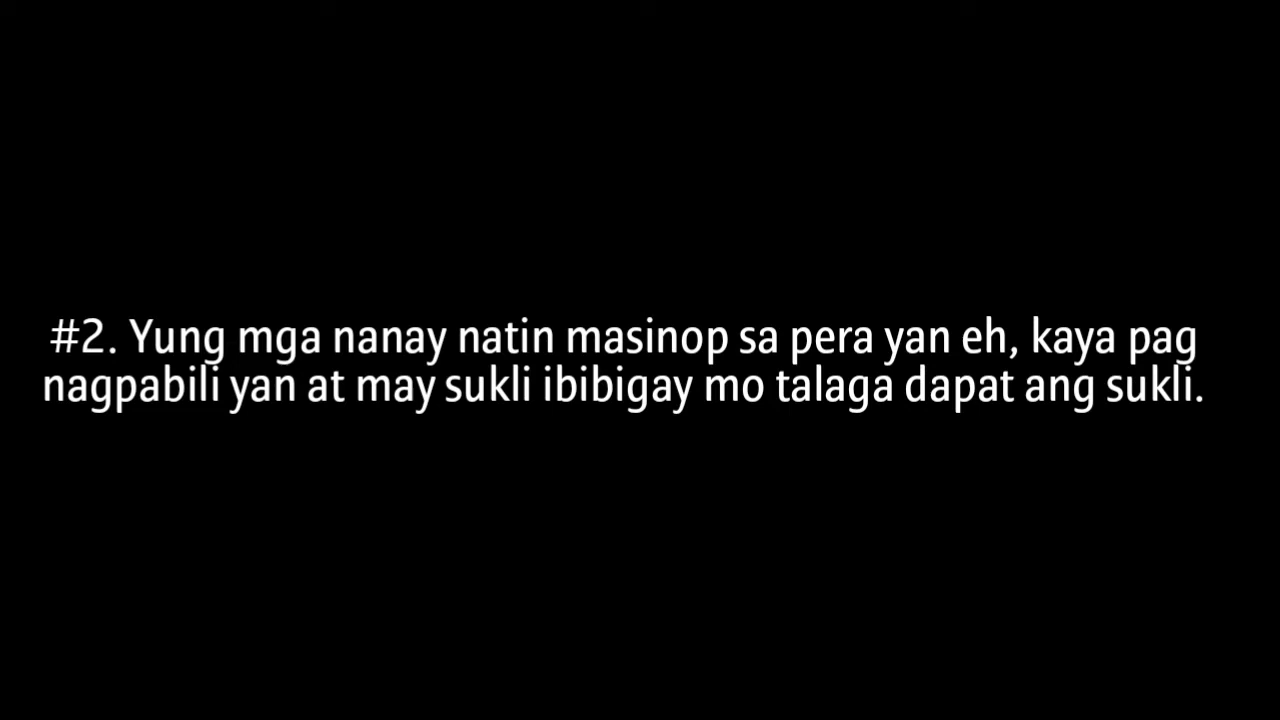 #2. Yung mga nanay natin masinop sa pera yan eh, kaya pag
nagpabili yan at may sukli ibibigay mo talaga dapat ang sukli.